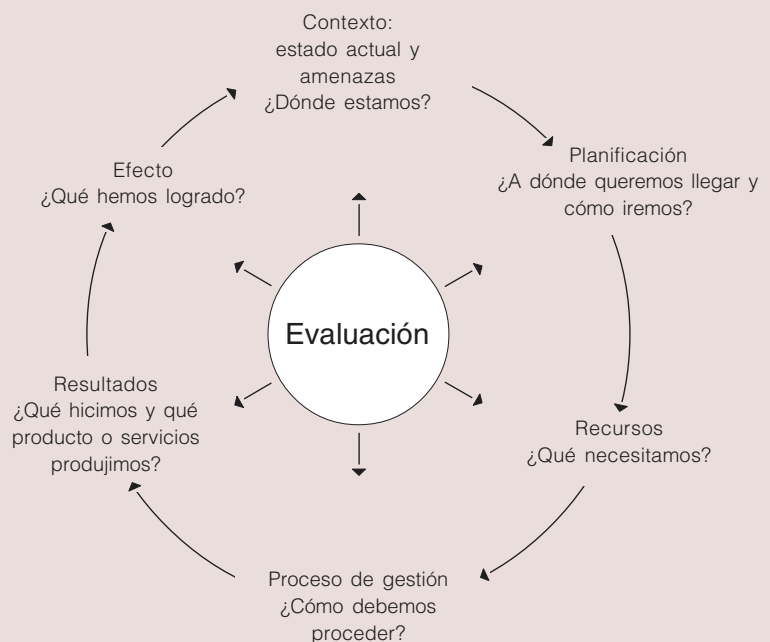 Contexto:
estado actual y
amenazas
¿Dónde estamos?
Planificación
¿A dónde queremos llegar y
cómo iremos?
Recursos
¿Qué necesitamos?
Proceso de gestión
¿Cómo debemos
proceder?
Resultados
¿Qué hicimos y qué
producto o servicios
produjimos?
Efecto
¿Qué hemos logrado?
Evaluación